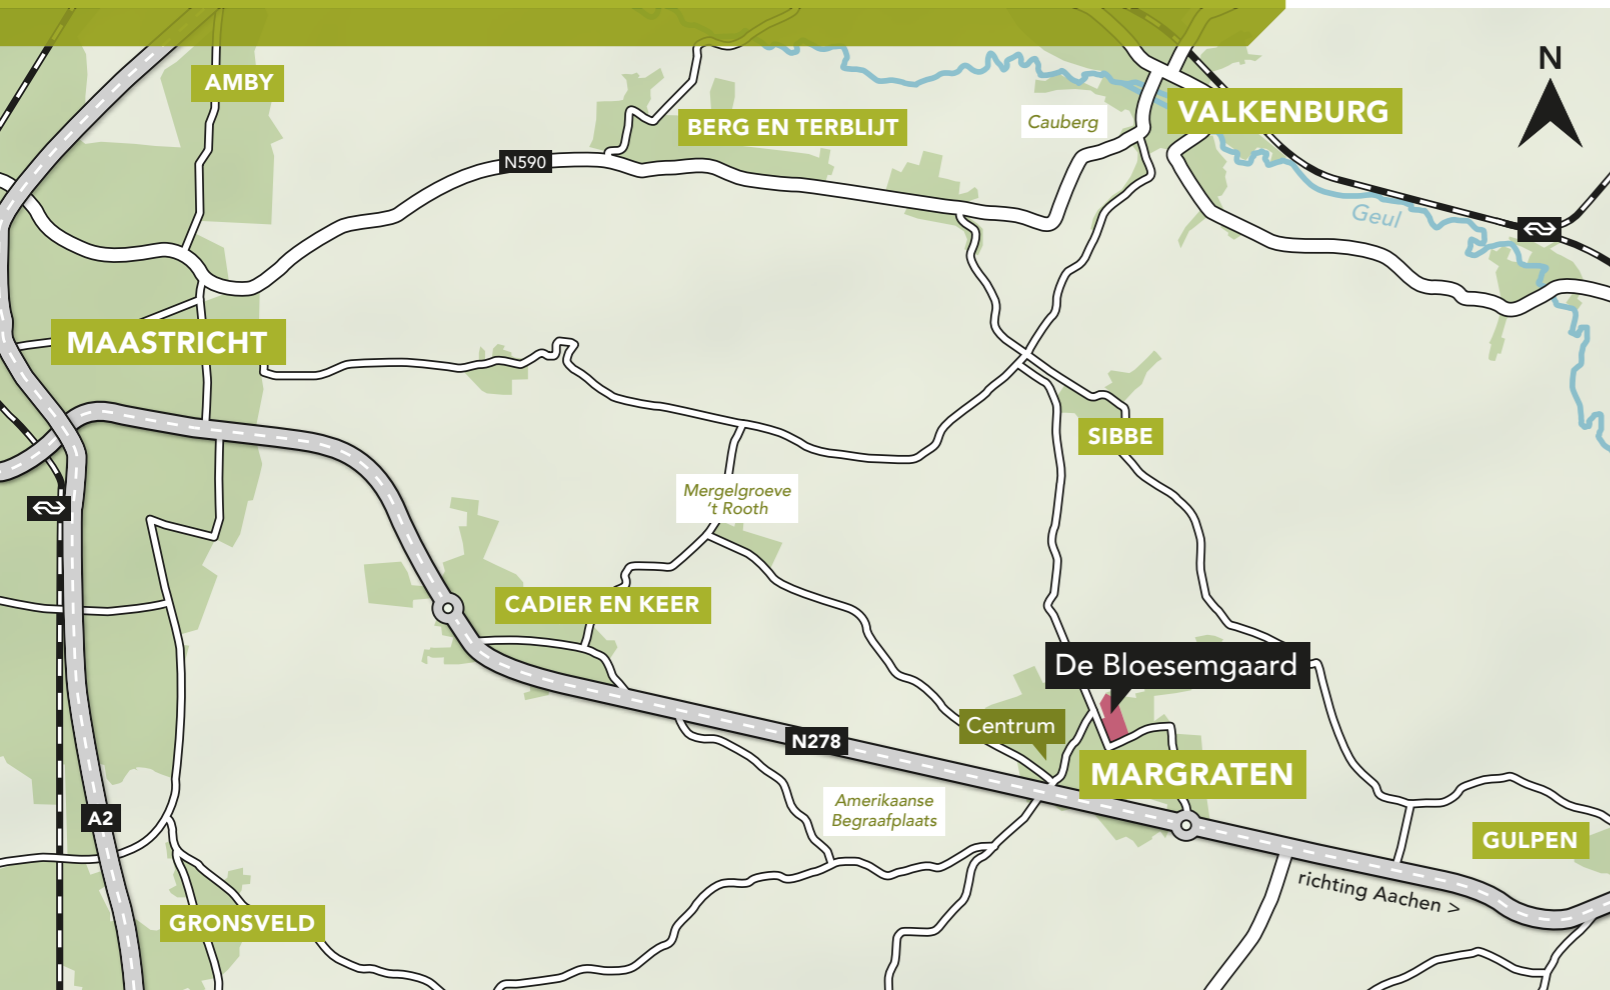 N
AMBY
VALKENBURG
BERG EN TERBLIJT
Cauberg
N590
Geul
MAASTRICHT
SIBBE
Mergelgroeve
't Rooth
CADIER EN KEER
De Bloesemgaard
Centrum
N278
MARGRATEN
Amerikaanse
Begraafplaats
A2
GULPEN
richting Aachen >
GRONSVELD